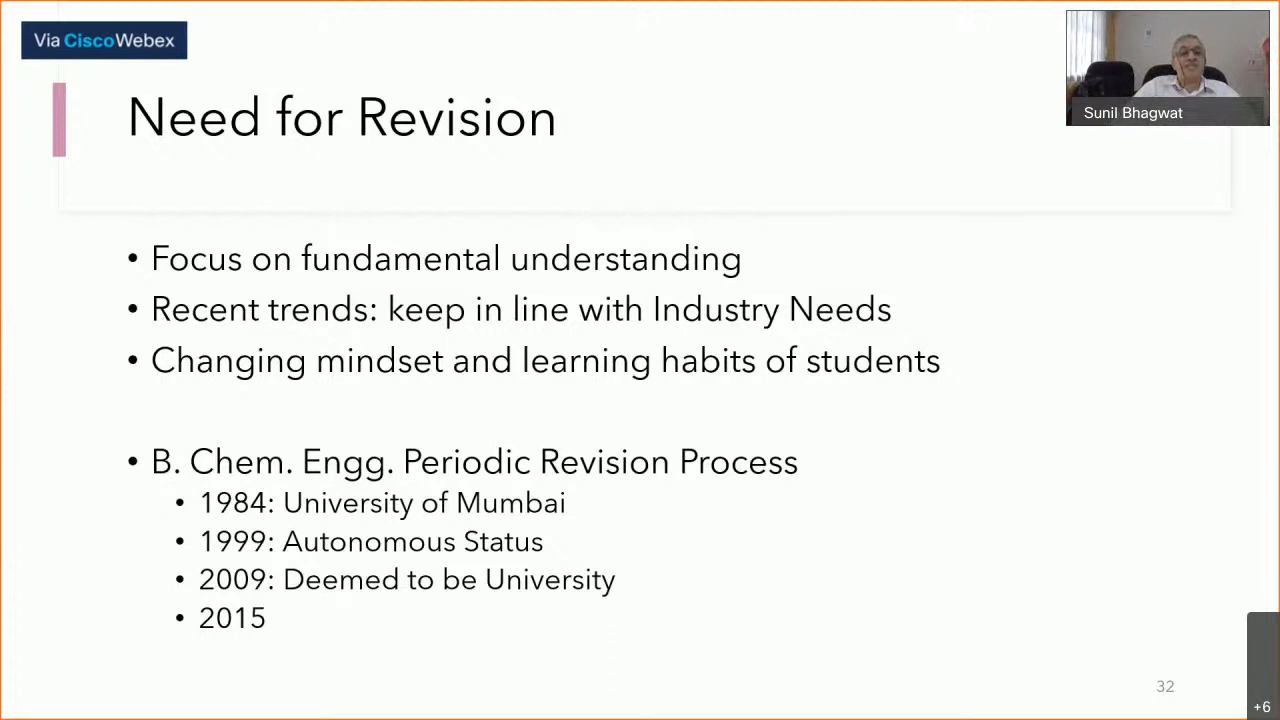 Via CiscoWebex
Sunil Bhagwat
Need for Revision
• Focus on fundamental understanding
• Recent trends: keep in line with Industry Needs
• Changing mindset and learning habits of students
• B. Chem. Engg. Periodic Revision Process
• 1984: University of Mumbai
• 1999: Autonomous Status
• 2009: Deemed to be University
• 2015
32
+6